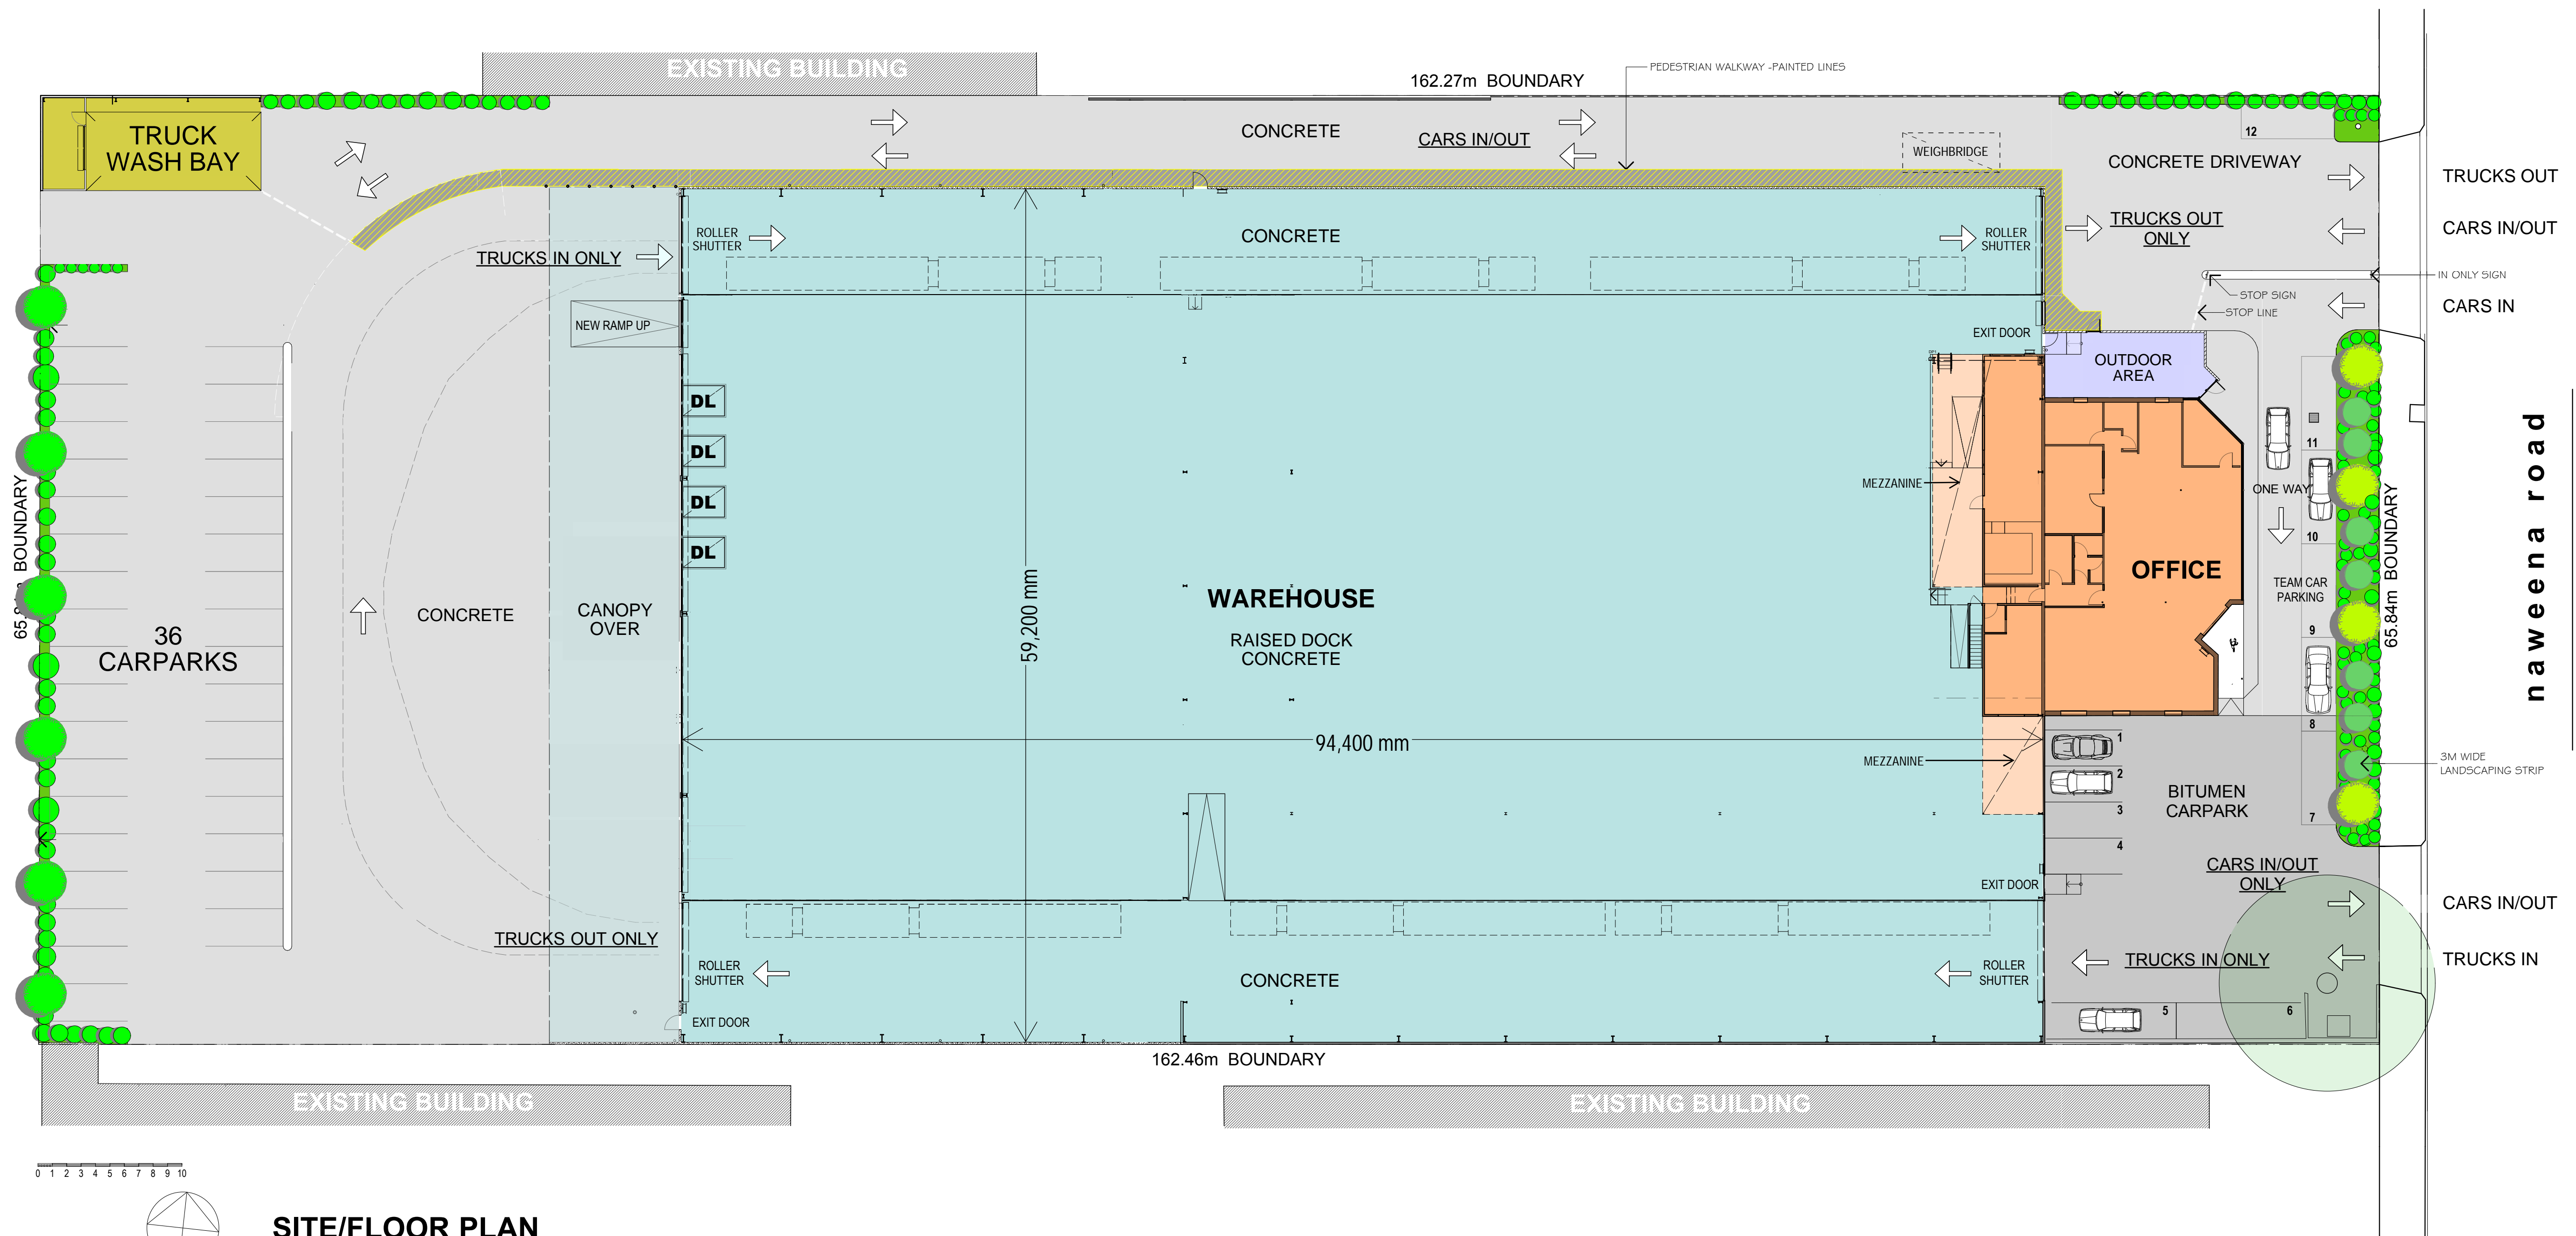 EXISTING BUILDING
162.27m  BOUNDARY
PEDESTRIAN WALKWAY -PAINTED LINES
TRUCK
WASH BAY
CONCRETE
CARS IN/OUT
WEIGHBRIDGE
12
CONCRETE DRIVEWAY
TRUCKS OUT
TRUCKS OUT
ONLY
CARS IN/OUT
ROLLER
SHUTTER
CONCRETE
ROLLER
SHUTTER
TRUCKS IN ONLY
IN ONLY SIGN
STOP SIGN
STOP LINE
CARS IN
NEW RAMP UP
EXIT DOOR
OUTDOOR
AREA
DL
DL
DL
DL
MEZZANINE
11
ONE WAY
10
OFFICE
TEAM CAR
PARKING
9
8
65.84m  BOUNDARY
naweena road
BOUNDARY
36
CARPARKS
CONCRETE
CANOPY
OVER
59,200 mm
WAREHOUSE
RAISED DOCK
CONCRETE
94,400 mm
MEZZANINE
1
2
3
4
BITUMEN
CARPARK
7
3M WIDE
LANDSCAPING STRIP
CARS IN/OUT
ONLY
EXIT DOOR
CARS IN/OUT
TRUCKS OUT ONLY
ROLLER
SHUTTER
CONCRETE
ROLLER
SHUTTER
TRUCKS IN ONLY
TRUCKS IN
EXIT DOOR
5
6
162.46m  BOUNDARY
EXISTING BUILDING
EXISTING BUILDING
0 1 2 3 4 5 6 7 8 9 10
SITE/FLOOR PLAN